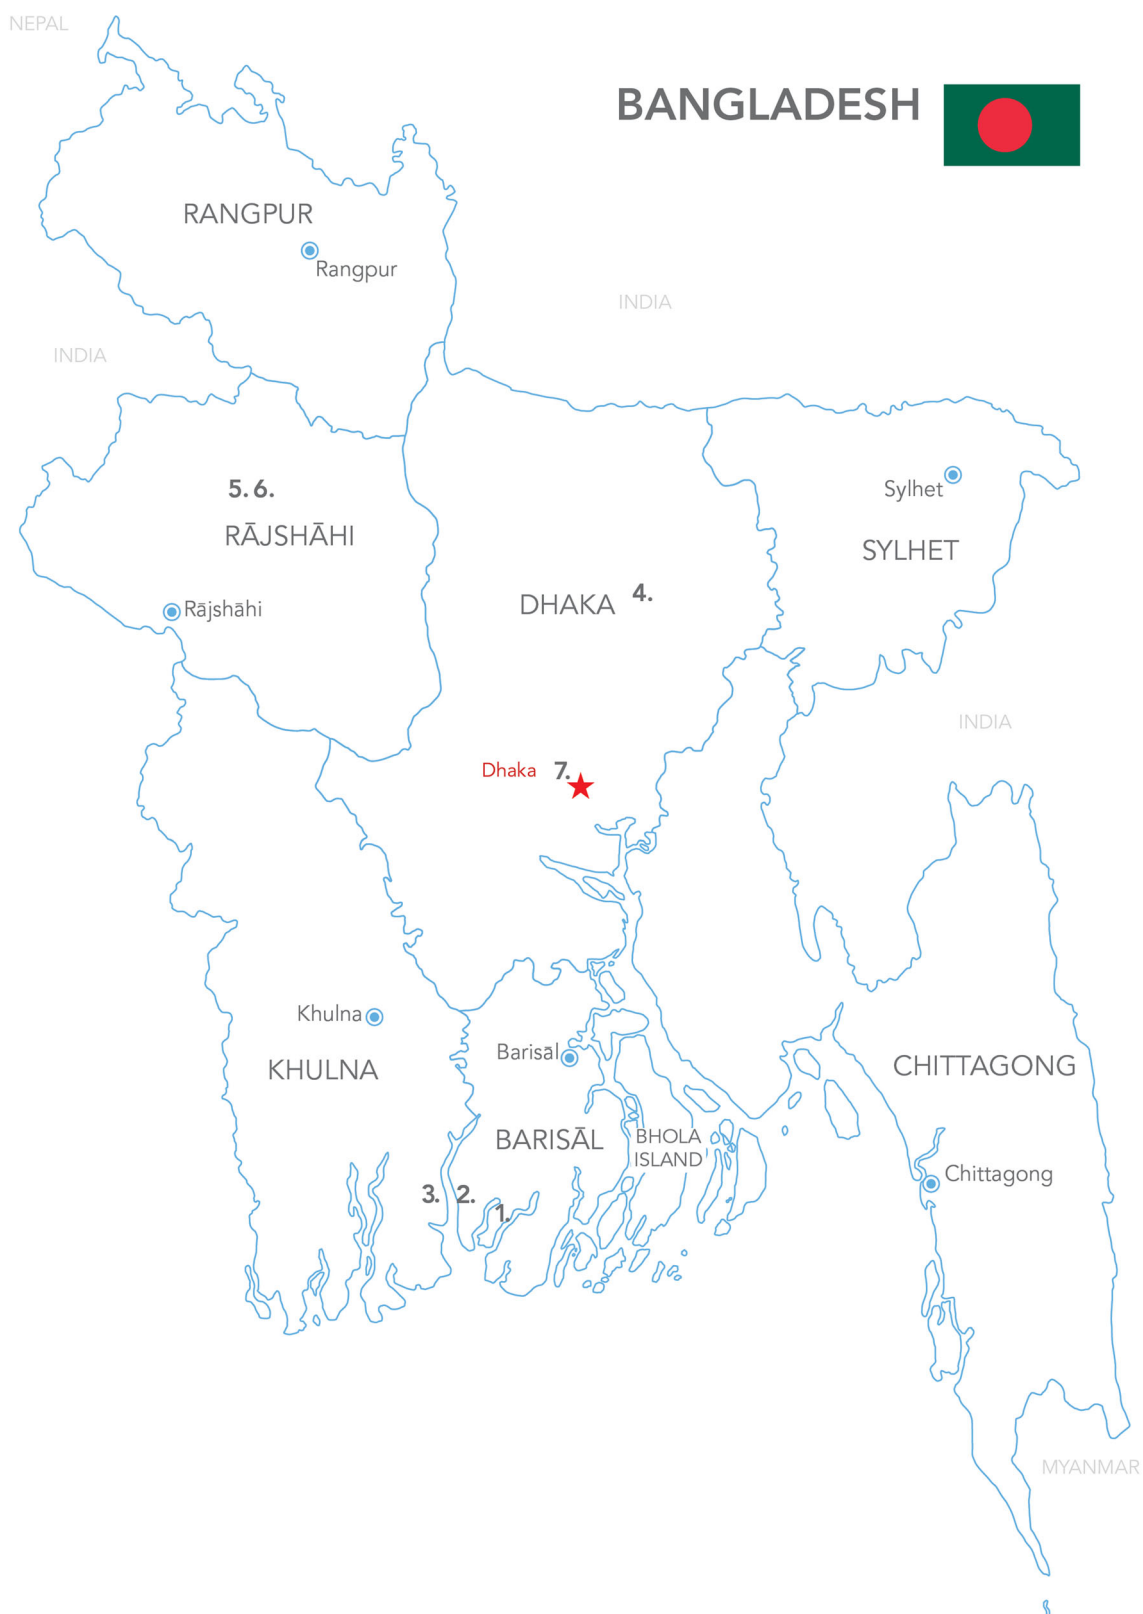 NEPAL
BANGLADESH
RANGPUR
Rangpur
INDIA
INDIA
5. 6.
RĀJSHĀHI
Rājshāhi
Sylhet
SYLHET
DHAKA 4.
INDIA
Dhaka 7.
Khulna
KHULNA
Barisāl
BARISĀL
BHOLA
ISLAND
CHITTAGONG
Chittagong
3. 2.
1.
MYANMAR